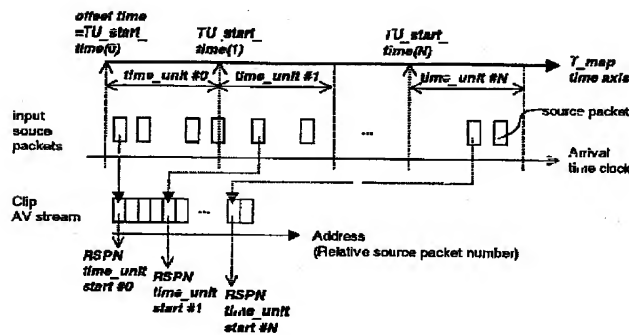 offset time
=TU_start_
time(0)
TU_start_
time(1)
TU_start_
time(N)
T_map
time axis
time_unit #0
time_unit #1
time_unit #N
source packet
input
souce
packets
...
Arrival
time clock
Clip
AV stream
...
Address
(Relative source packet number)
RSPN
time_unit
start #0
RSPN
time_unit
start #1
RSPN
time_unit
start #N